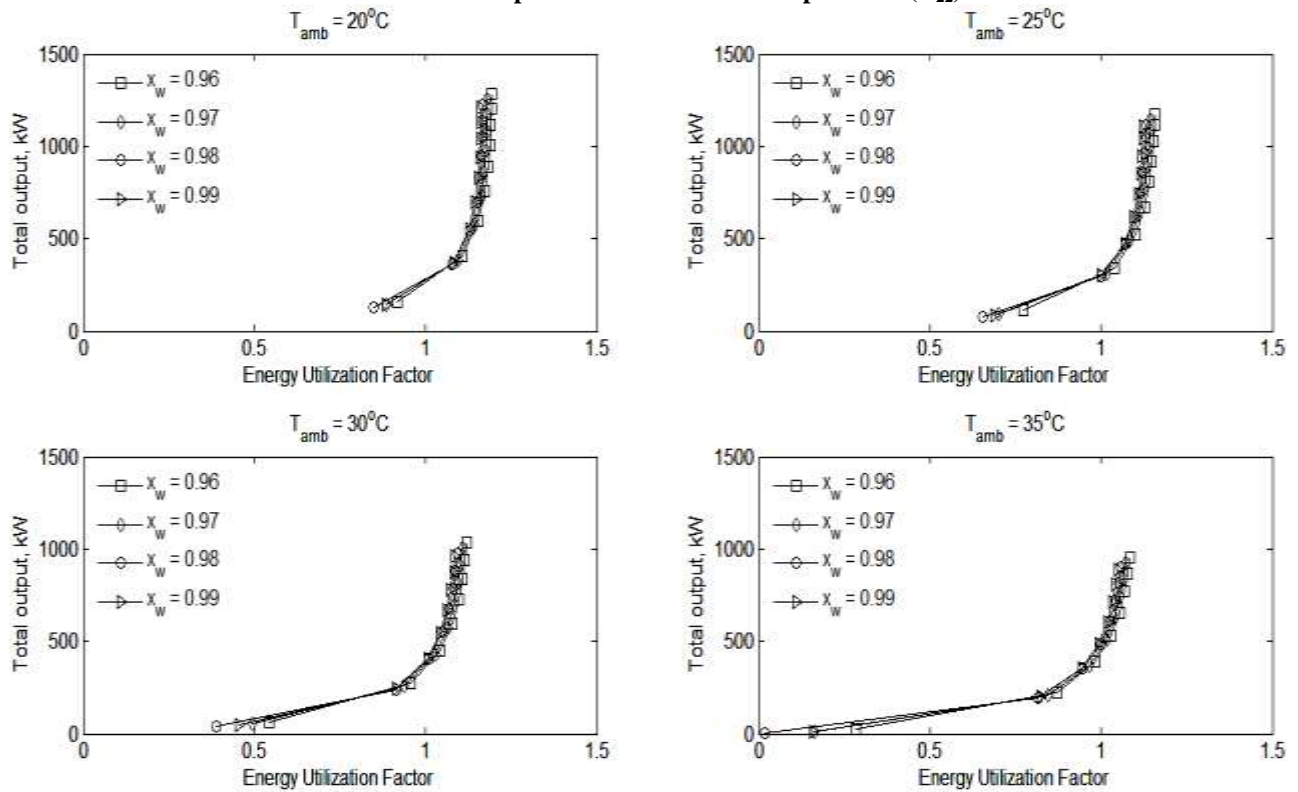 T_amb = 20°C
1500
1000
500
0
0
0.5
1
1.5
x_w = 0.96
x_w = 0.97
x_w = 0.98
x_w = 0.99
Total output, kW
Energy Utilization Factor
T_amb = 25°C
1500
1000
500
0
0
0.5
1
1.5
x_w = 0.96
x_w = 0.97
x_w = 0.98
x_w = 0.99
Total output, kW
Energy Utilization Factor
T_amb = 30°C
1500
1000
500
0
0
0.5
1
1.5
x_w = 0.96
x_w = 0.97
x_w = 0.98
x_w = 0.99
Total output, kW
Energy Utilization Factor
T_amb = 35°C
1500
1000
500
0
0
0.5
1
1.5
x_w = 0.96
x_w = 0.97
x_w = 0.98
x_w = 0.99
Total output, kW
Energy Utilization Factor